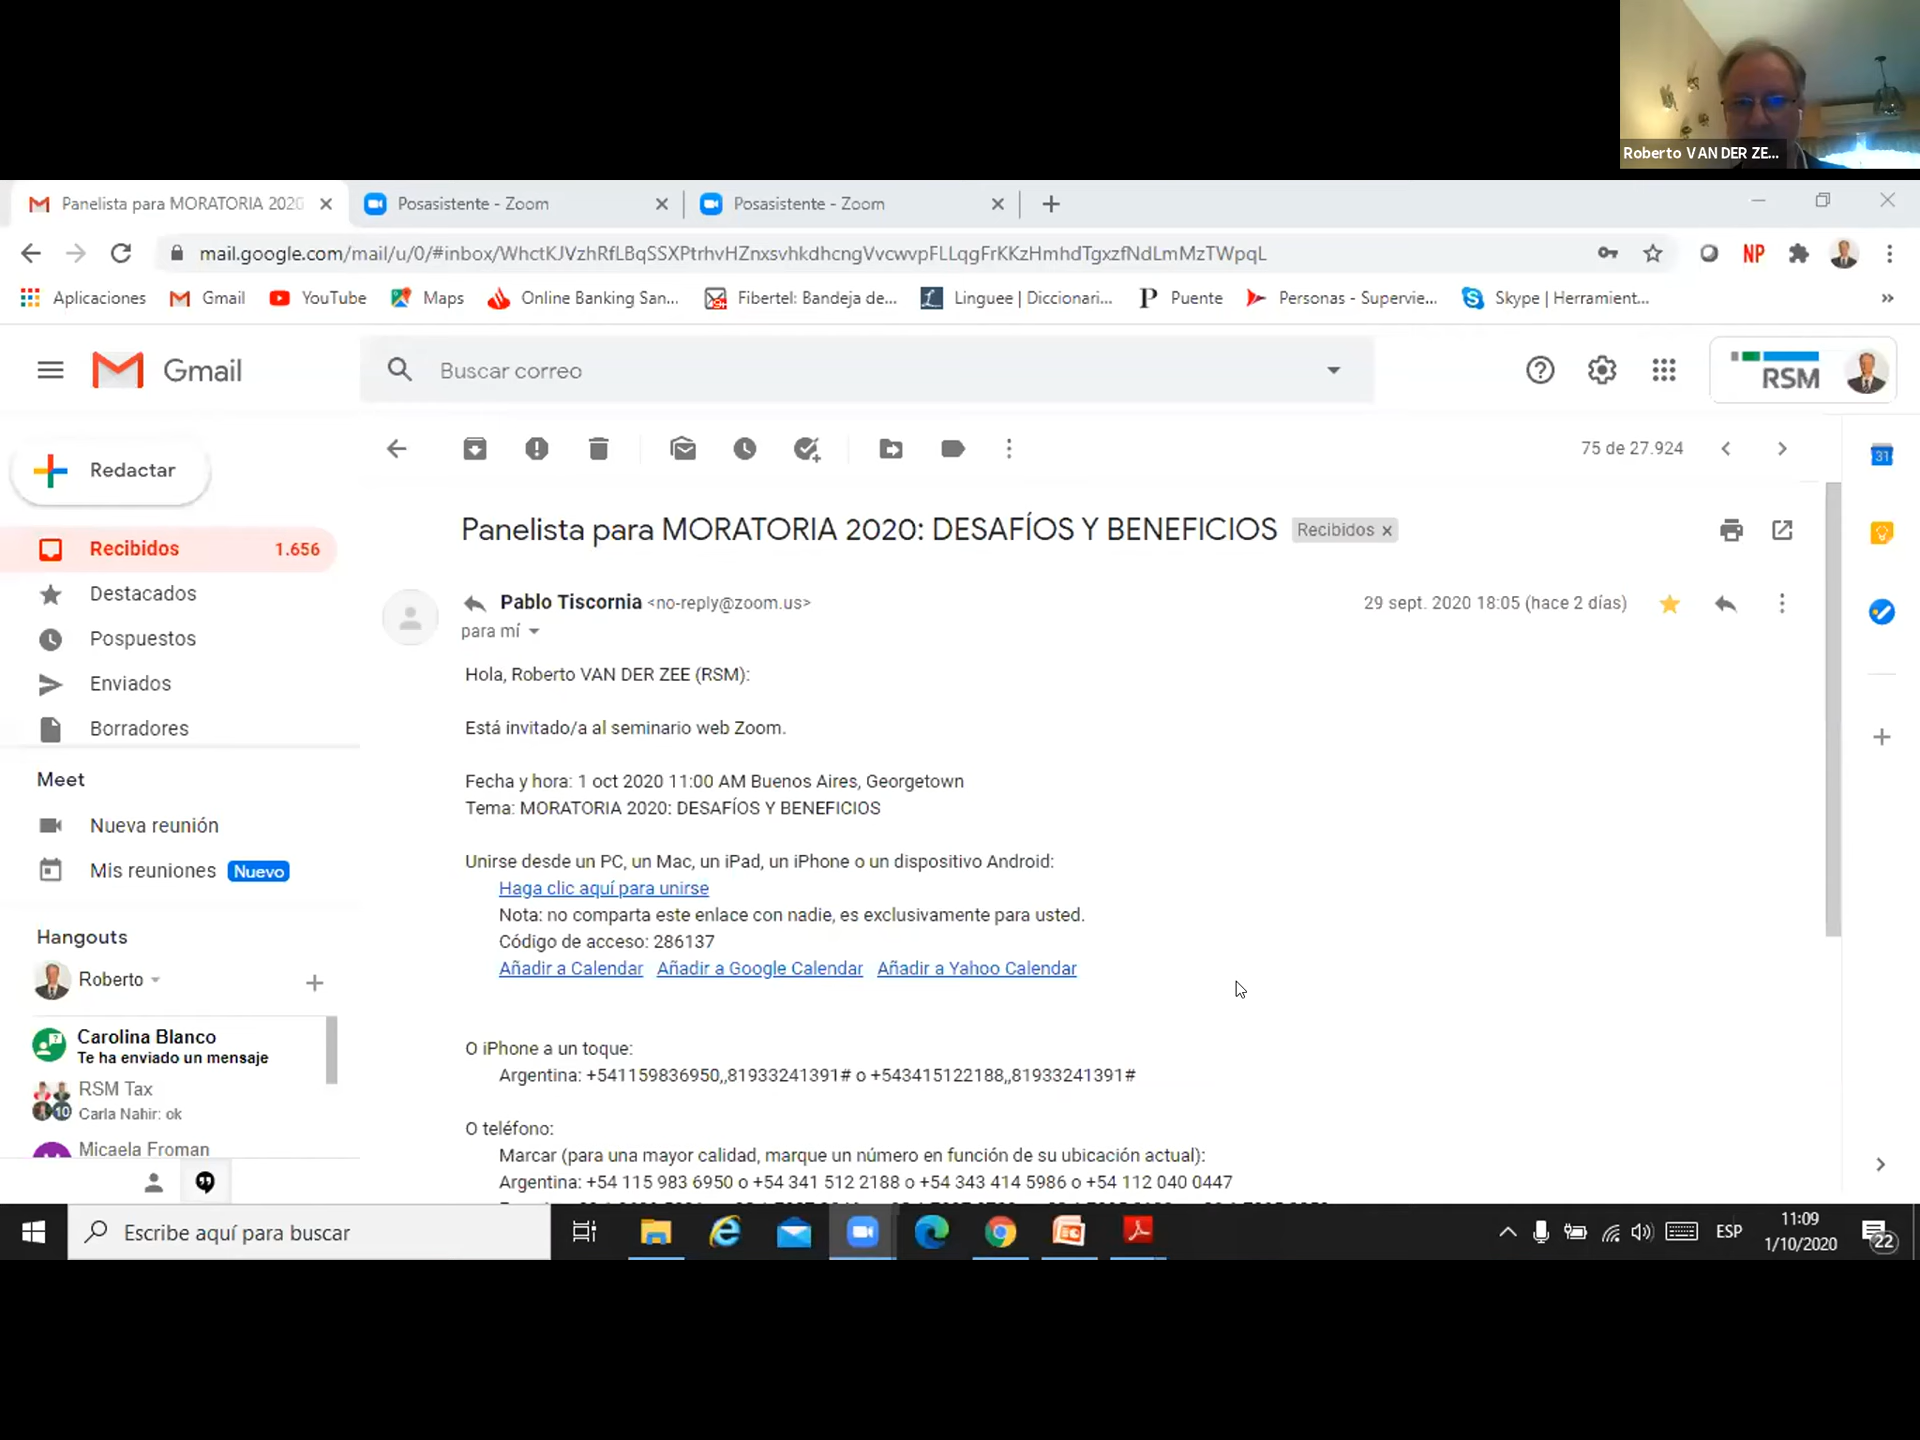 Roberto VAN DER ZE...
Panelista para MORATORIA 2020
Posasistente - Zoom
Posasistente - Zoom
mail.google.com/mail/u/0/#inbox/WhctKJVzhRfLBqSSXPtrhvHZnxsvhkdhcngVvcwvpFLLqgFrKKzHmhdTgxzfNdLmMzTWpqL
NP
Aplicaciones
Gmail
YouTube
Maps
Online Banking San...
Fibertel: Bandeja de...
Linguee | Diccionari...
Puente
Personas - Supervie...
Skype | Herramient...
»
Gmail
Buscar correo
RSM
Redactar
75 de 27.924
31
Panelista para MORATORIA 2020: DESAFÍOS Y BENEFICIOS
Recibidos x
Recibidos 1.656
Destacados
Pospuestos
Enviados
Borradores
Pablo Tiscornia <no-reply@zoom.us>
29 sept. 2020 18:05 (hace 2 días)
para mí
Hola, Roberto VAN DER ZEE (RSM):
Está invitado/a al seminario web Zoom.
Fecha y hora: 1 oct 2020 11:00 AM Buenos Aires, Georgetown
Tema: MORATORIA 2020: DESAFÍOS Y BENEFICIOS
Unirse desde un PC, un Mac, un iPad, un iPhone o un dispositivo Android:
Haga clic aquí para unirse
Nota: no comparta este enlace con nadie, es exclusivamente para usted.
Código de acceso: 286137
Añadir a Calendar Añadir a Google Calendar Añadir a Yahoo Calendar
O iPhone a un toque:
Argentina: +541159836950,,81933241391# o +543415122188,,81933241391#
O teléfono:
Marcar (para una mayor calidad, marque un número en función de su ubicación actual):
Argentina: +54 115 983 6950 o +54 341 512 2188 o +54 343 414 5986 o +54 112 040 0447
Meet
Nueva reunión
Mis reuniones Nuevo
Hangouts
Roberto
Carolina Blanco
Te ha enviado un mensaje
RSM Tax
10
Carla Nahir: ok
Micaela Froman
Escribe aquí para buscar
ESP
11:09
1/10/2020
22